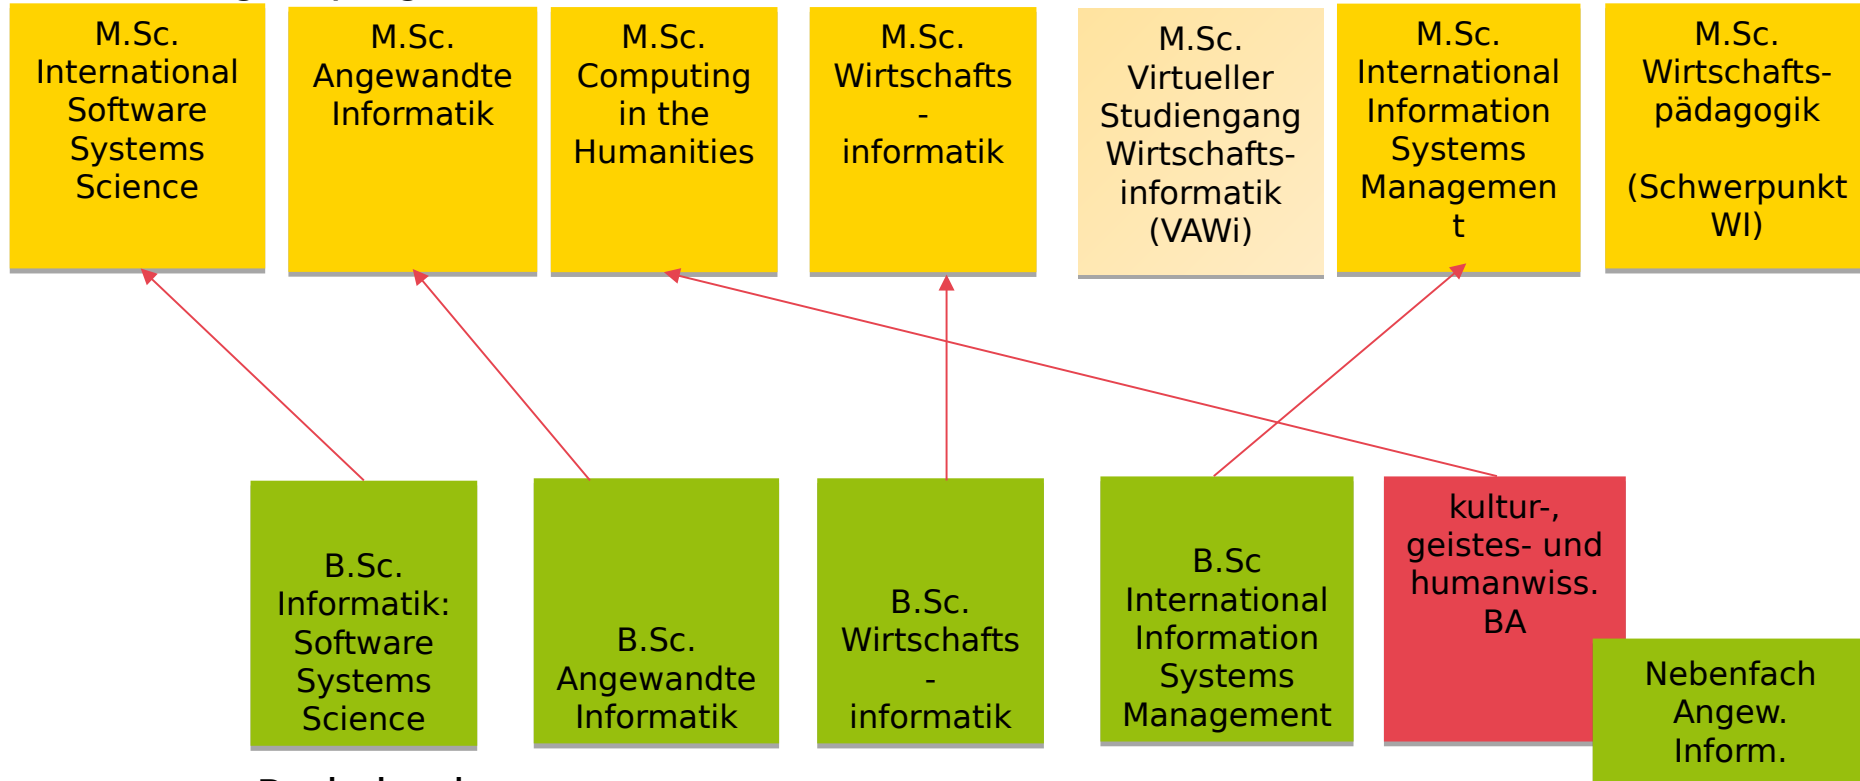 M.Sc.
International
Software
Systems
Science
M.Sc.
Angewandte
Informatik
M.Sc.
Computing
in the
Humanities
M.Sc.
Wirtschafts
-
informatik
M.Sc.
Virtueller
Studiengang
Wirtschafts-
informatik
(VAWi)
M.Sc.
International
Information
Systems
Managemen
t
M.Sc.
Wirtschafts-
pädagogik
(Schwerpunkt
WI)
B.Sc.
Informatik:
Software
Systems
Science
B.Sc.
Angewandte
Informatik
B.Sc.
Wirtschafts
-
informatik
B.Sc
International
Information
Systems
Management
kultur-,
geistes- und
humanwiss.
BA
Nebenfach
Angew.
Inform.